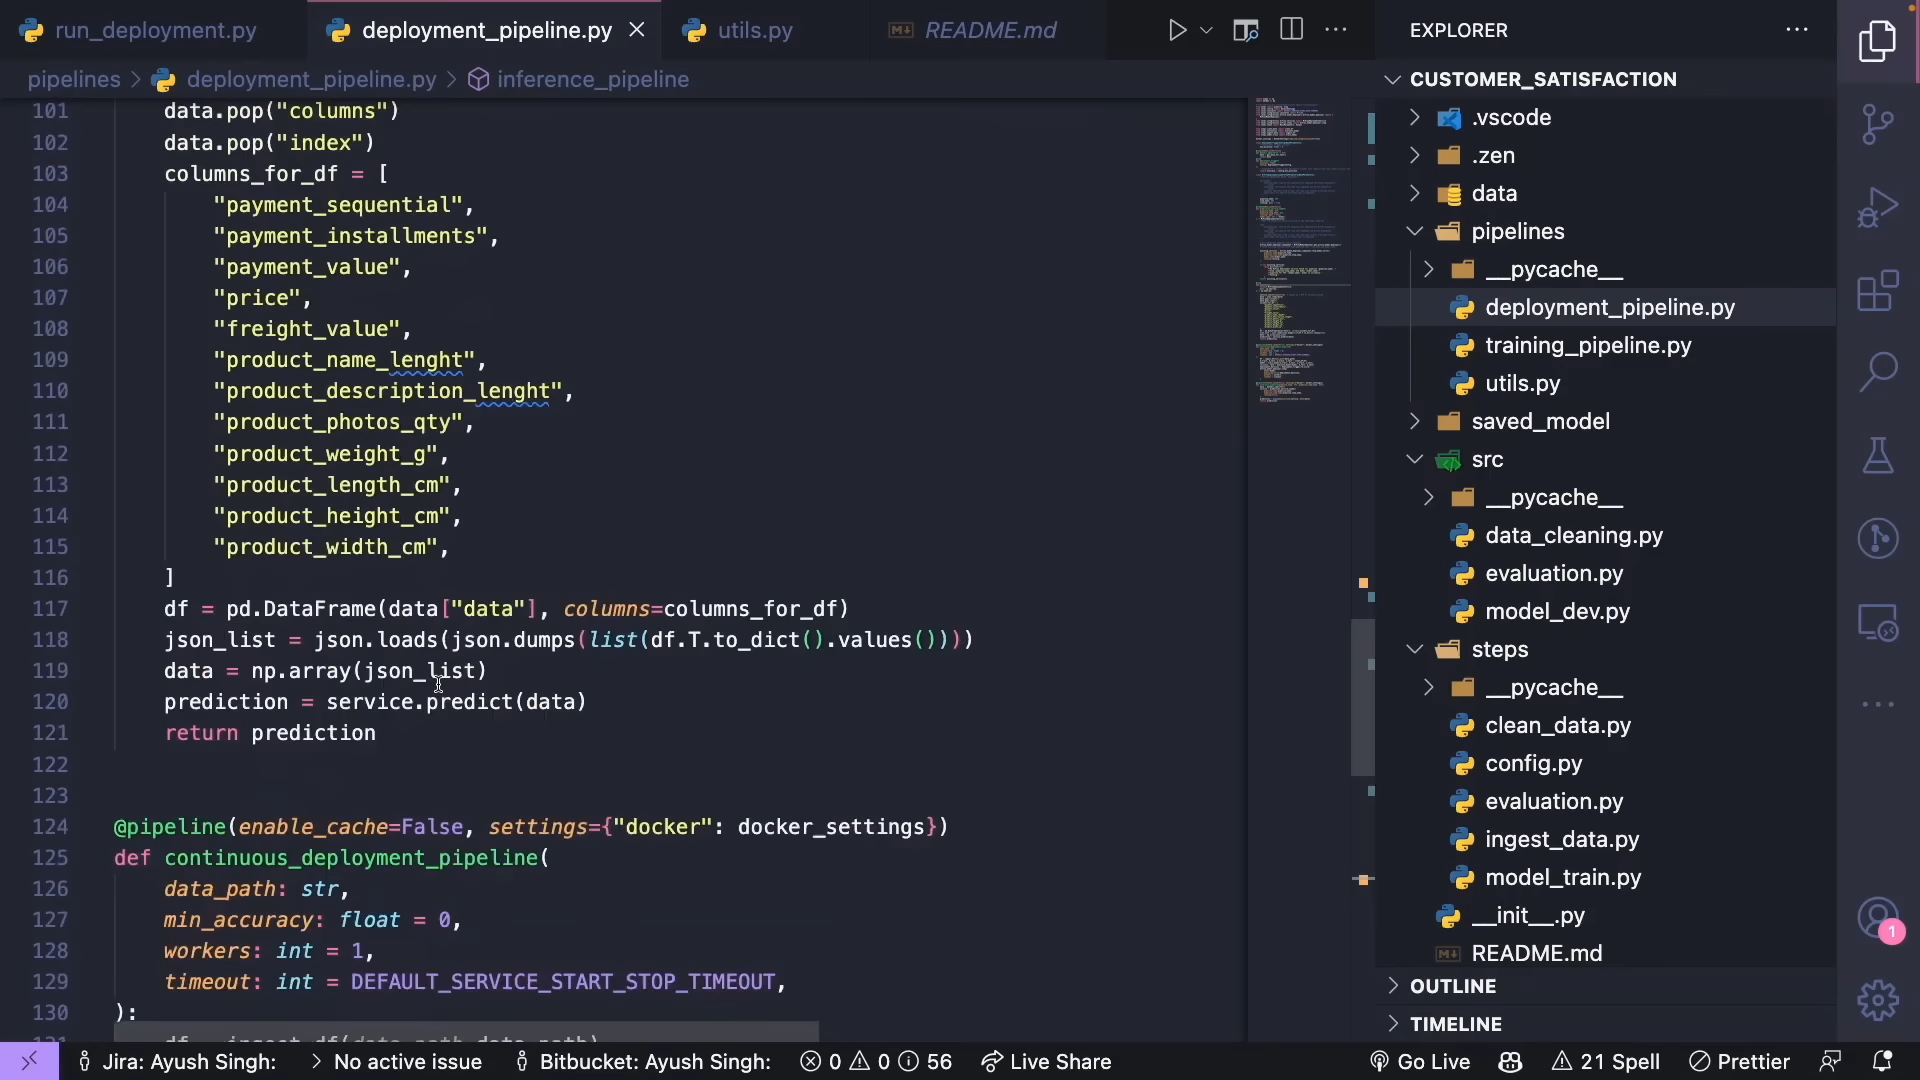 run_deployment.py
deployment_pipeline.py
utils.py
README.md
pipelines > deployment_pipeline.py > inference_pipeline
101 data.pop("columns")
102 data.pop("index")
103 columns_for_df = [
104 "payment_sequential",
105 "payment_installments",
106 "payment_value",
107 "price",
108 "freight_value",
109 "product_name_lenght",
110 "product_description_lenght",
111 "product_photos_qty",
112 "product_weight_g",
113 "product_length_cm",
114 "product_height_cm",
115 "product_width_cm",
116 ]
117 df = pd.DataFrame(data["data"], columns=columns_for_df)
118 json_list = json.loads(json.dumps(list(df.T.to_dict().values())))
119 data = np.array(json_list)
120 prediction = service.predict(data)
121 return prediction
122
123
124 @pipeline(enable_cache=False, settings={"docker": docker_settings})
125 def continuous_deployment_pipeline(
126 data_path: str,
127 min_accuracy: float = 0,
128 workers: int = 1,
129 timeout: int = DEFAULT_SERVICE_START_STOP_TIMEOUT,
130 ):
EXPLORER
CUSTOMER_SATISFACTION
.vscode
.zen
data
pipelines
__pycache__
deployment_pipeline.py
training_pipeline.py
utils.py
saved_model
src
__pycache__
data_cleaning.py
evaluation.py
model_dev.py
steps
__pycache__
clean_data.py
config.py
evaluation.py
ingest_data.py
model_train.py
__init__.py
README.md
OUTLINE
TIMELINE
1
Jira: Ayush Singh: > No active issue Bitbucket: Ayush Singh: 0 0 56 Live Share Go Live 21 Spell Prettier